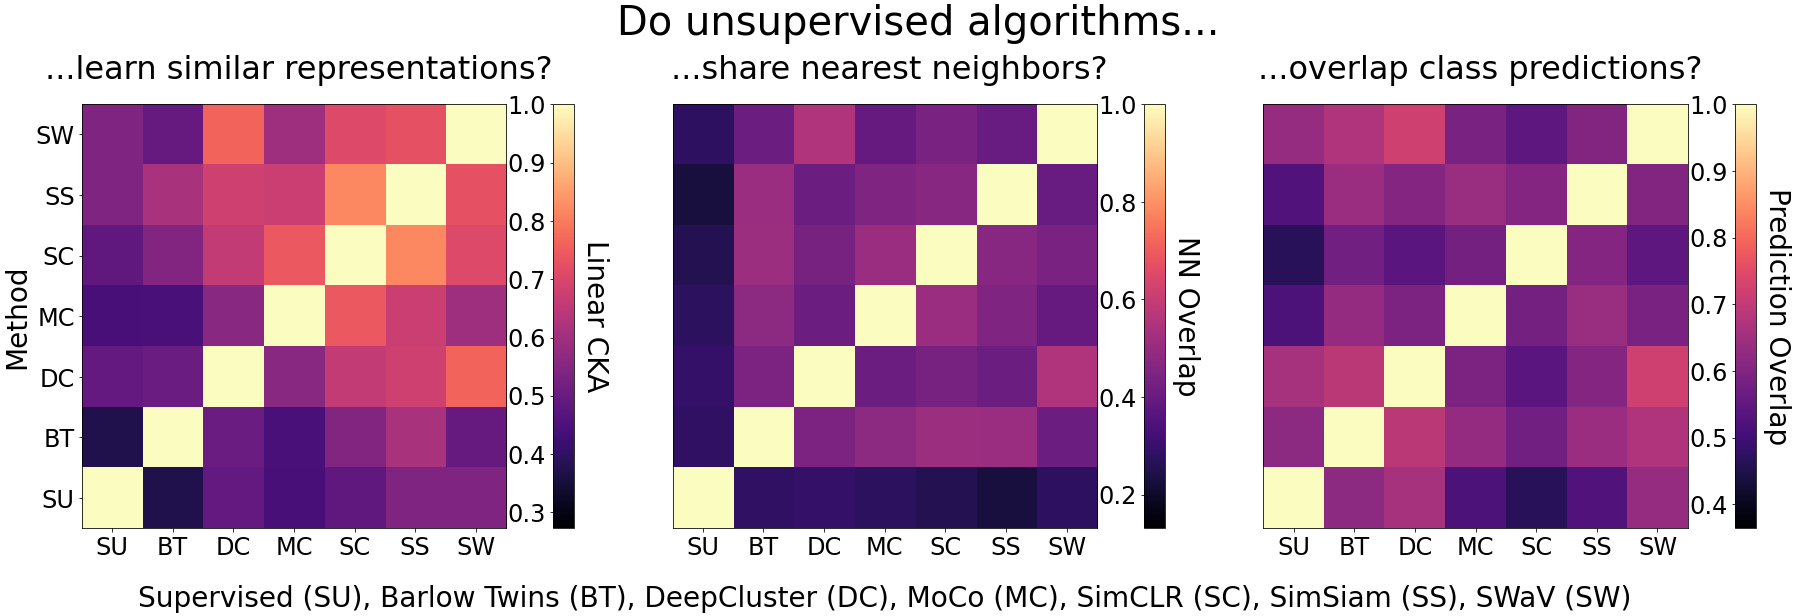 Do unsupervised algorithms...
...learn similar representations?
...share nearest neighbors?
...overlap class predictions?
Method
SW
SS
SC
MC
DC
BT
SU
SU BT DC MC SC SS SW
1.0
0.9
0.8
0.7
0.6
0.5
0.4
0.3
Linear CKA
SU BT DC MC SC SS SW
1.0
0.8
0.6
0.4
0.2
NN Overlap
SU BT DC MC SC SS SW
1.0
0.9
0.8
0.7
0.6
0.5
0.4
Prediction Overlap
Supervised (SU), Barlow Twins (BT), DeepCluster (DC), MoCo (MC), SimCLR (SC), SimSiam (SS), SWaV (SW)